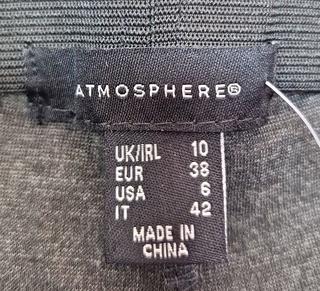 ATMOSPHERE®
UK/IRL 10
EUR 38
USA 6
IT 42
MADE IN
CHINA